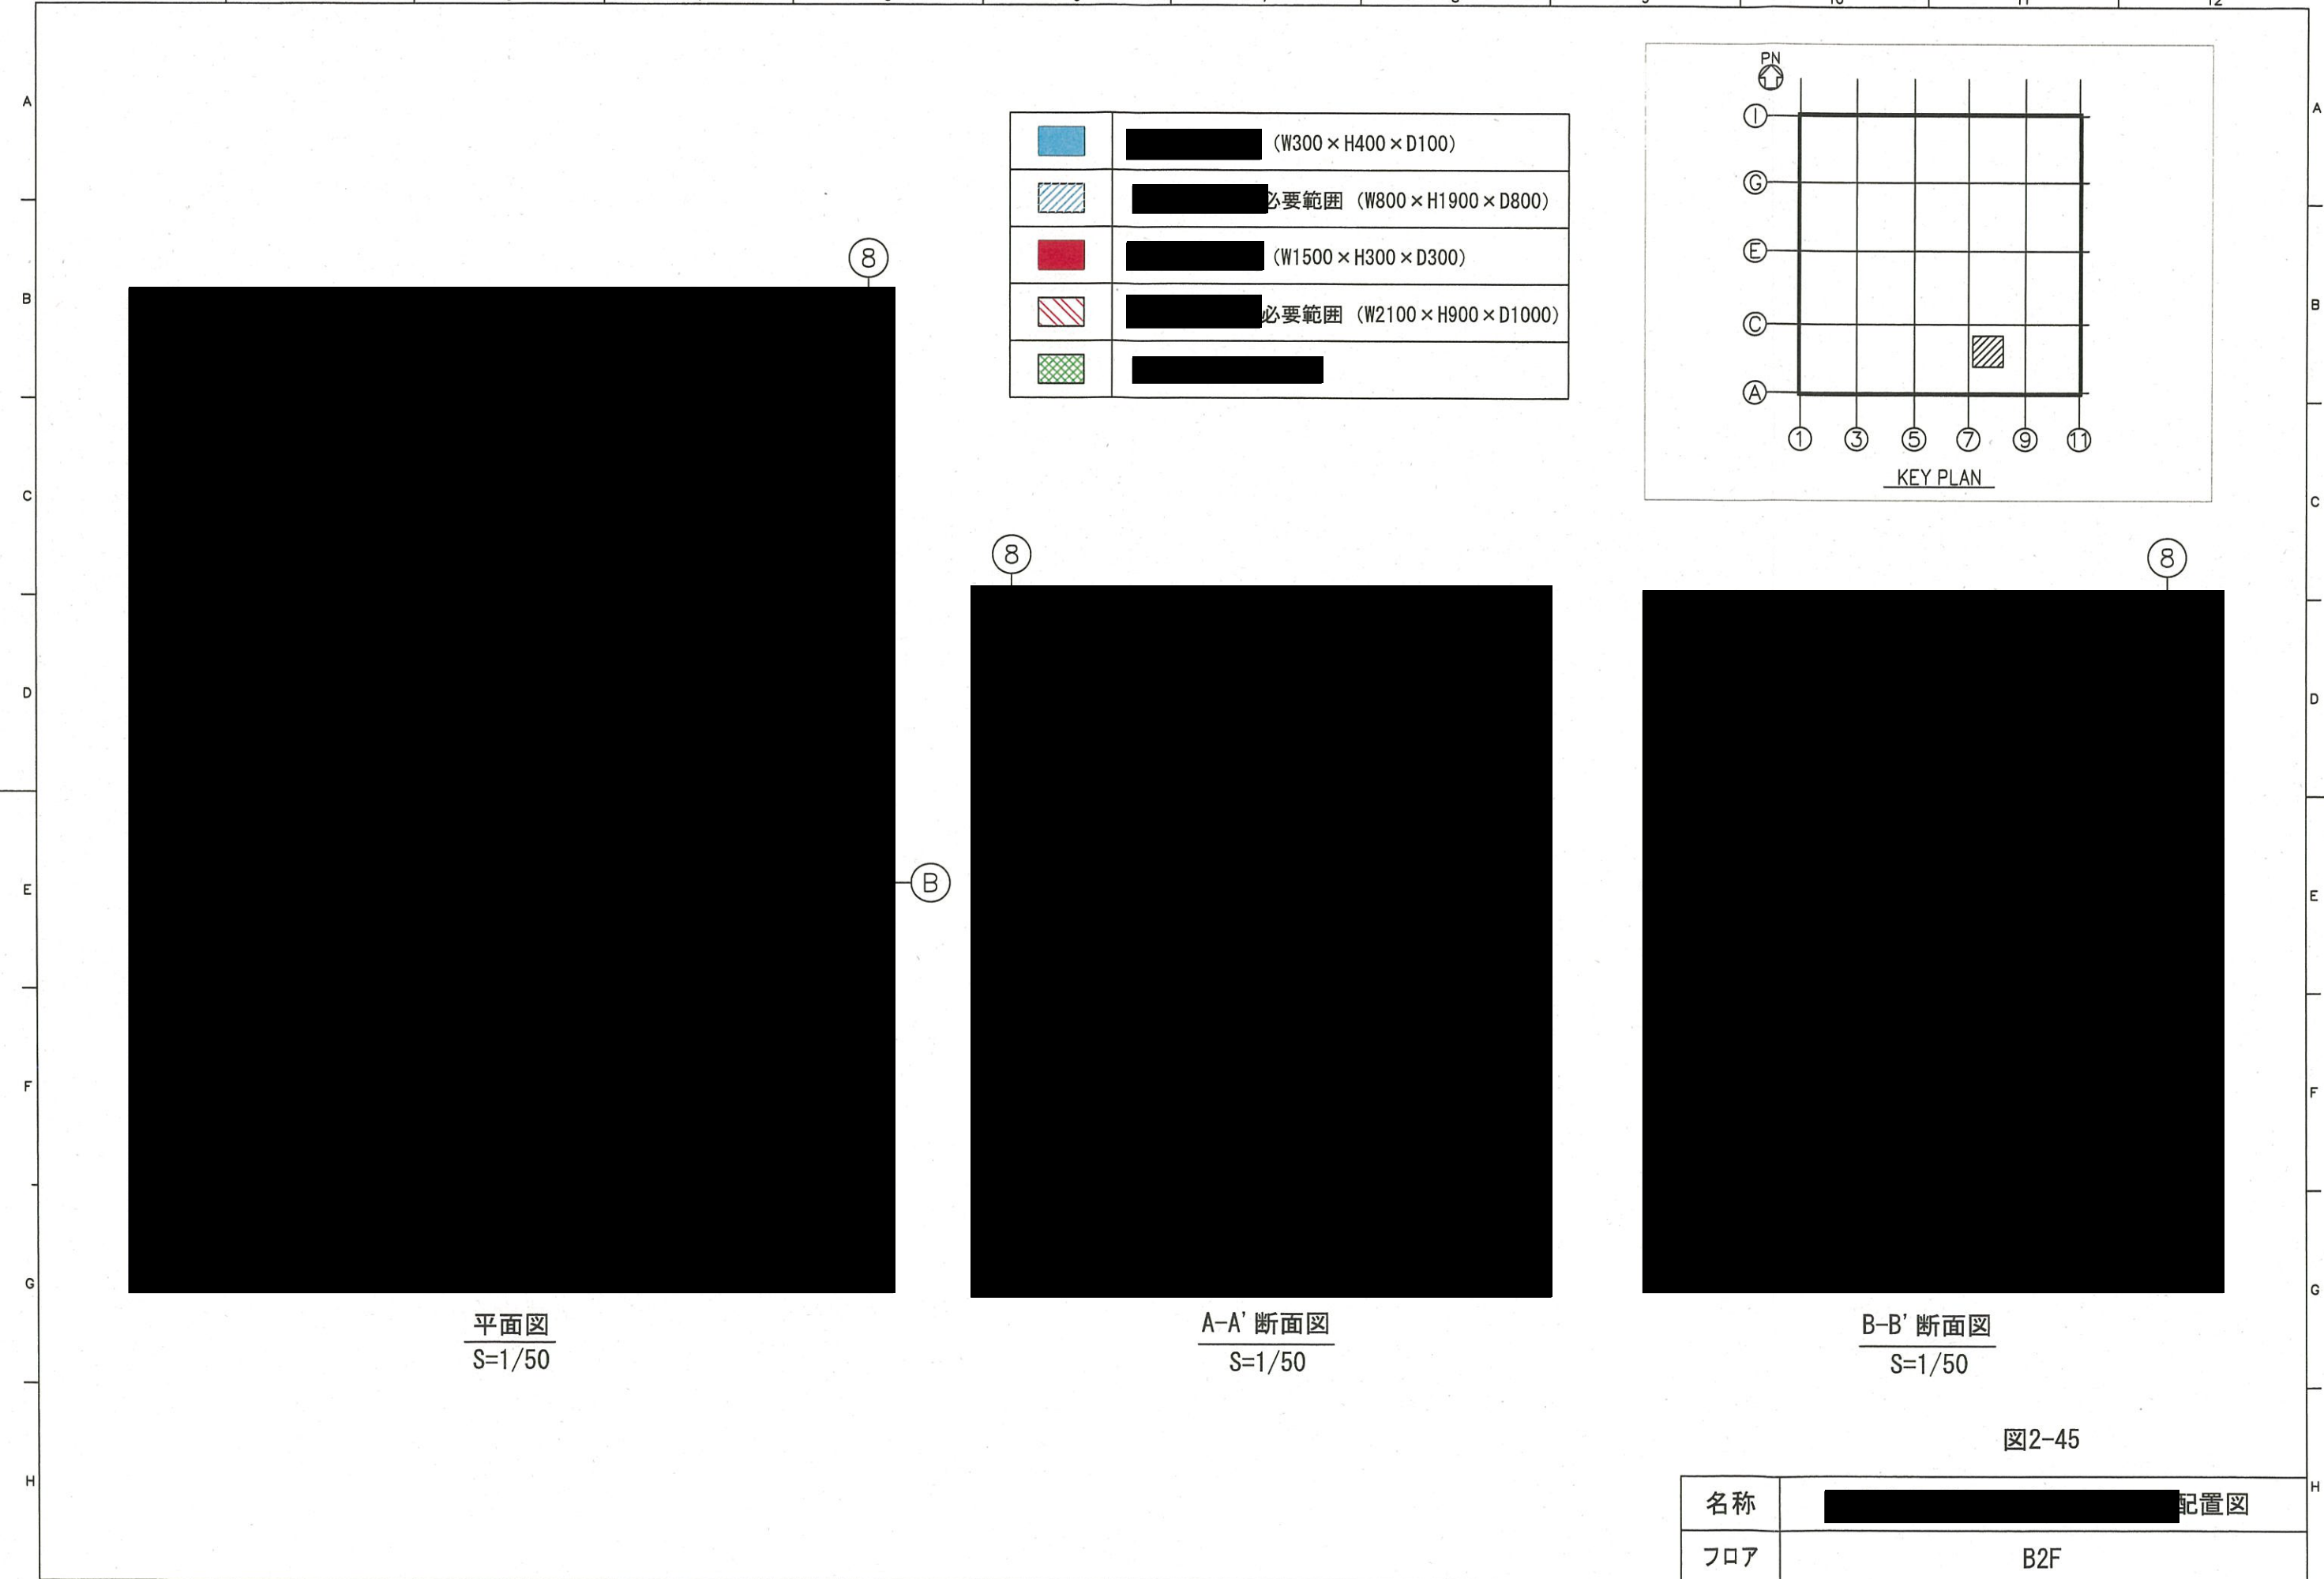 PN
I
G
E
C
A
1 3 5 7 9 11
KEY PLAN
(W300×H400×D100)
必要範囲 (W800×H1900×D800)
(W1500×H300×D300)
必要範囲 (W2100×H900×D1000)
8
8
8
B
平面図
S=1/50
A-A' 断面図
S=1/50
B-B' 断面図
S=1/50
図2-45
名称 配置図
フロア B2F
A
B
C
D
E
F
G
H
A
B
C
D
E
F
G
H